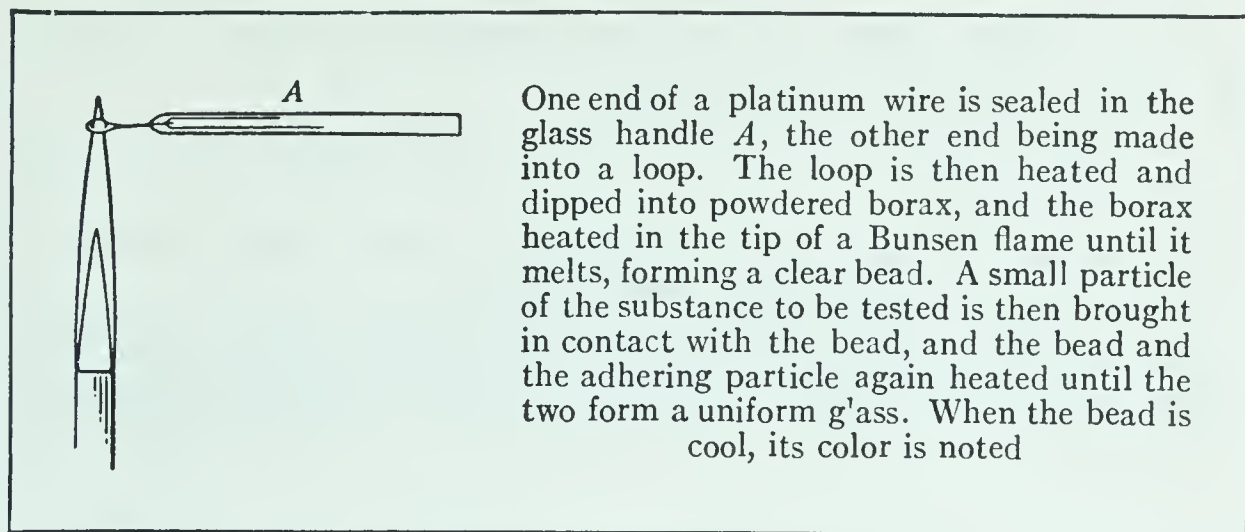 A
One end of a platinum wire is sealed in the
glass handle A, the other end being made
into a loop. The loop is then heated and
dipped into powdered borax, and the borax
heated in the tip of a Bunsen flame until it
melts, forming a clear bead. A small particle
of the substance to be tested is then brought
in contact with the bead, and the bead and
the adhering particle again heated until the
two form a uniform g'ass. When the bead is
cool, its color is noted